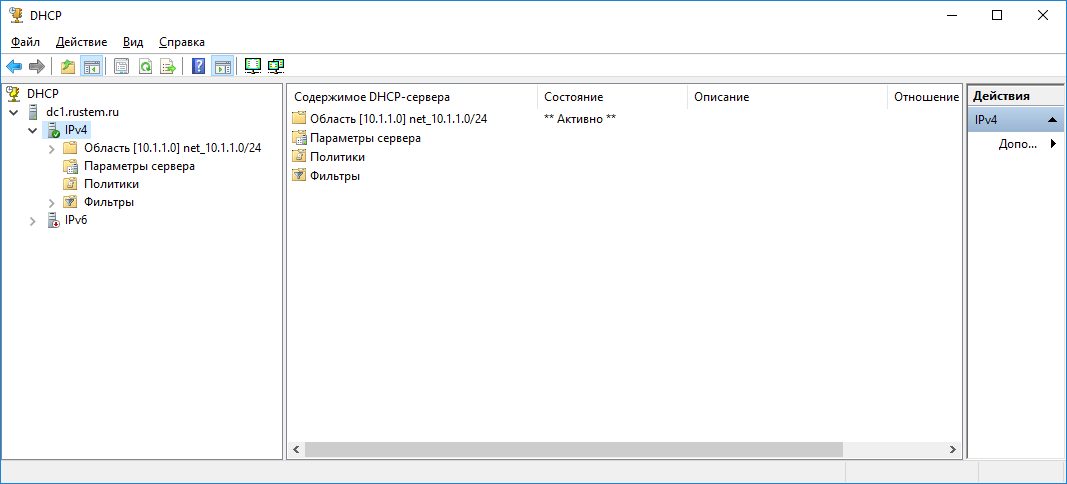 DHCP
Файл Действие Вид Справка
DHCP
dc1.rustem.ru
IPv4
Область [10.1.1.0] net_10.1.1.0/24
Параметры сервера
Политики
Фильтры
IPv6
Содержимое DHCP-сервера Состояние Описание Отношение
Область [10.1.1.0] net_10.1.1.0/24 ** Активно **
Параметры сервера
Политики
Фильтры
Действия
IPv4
Допо...